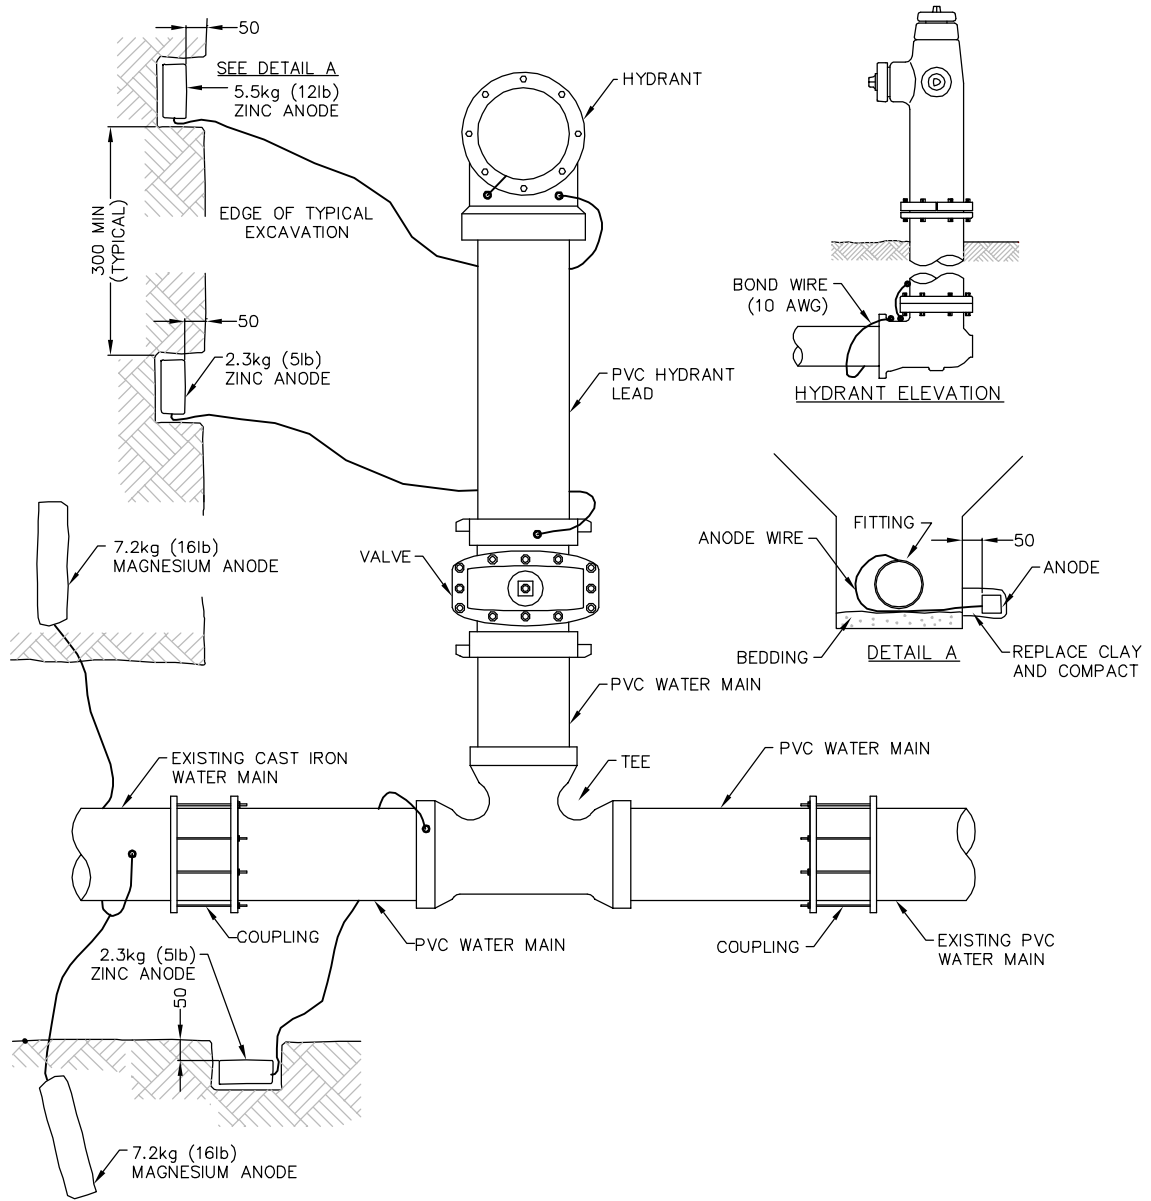 50
SEE DETAIL A
5.5kg (12lb)
ZINC ANODE
HYDRANT
300 MIN
(TYPICAL)
EDGE OF TYPICAL
EXCAVATION
BOND WIRE
(10 AWG)
50
2.3kg (5lb)
ZINC ANODE
PVC HYDRANT
LEAD
HYDRANT ELEVATION
7.2kg (16lb)
MAGNESIUM ANODE
VALVE
FITTING
ANODE WIRE
50
ANODE
BEDDING
DETAIL A
REPLACE CLAY
AND COMPACT
PVC WATER MAIN
EXISTING CAST IRON
WATER MAIN
TEE
PVC WATER MAIN
COUPLING
PVC WATER MAIN
COUPLING
EXISTING PVC
WATER MAIN
2.3kg (5lb)
ZINC ANODE
50
7.2kg (16lb)
MAGNESIUM ANODE